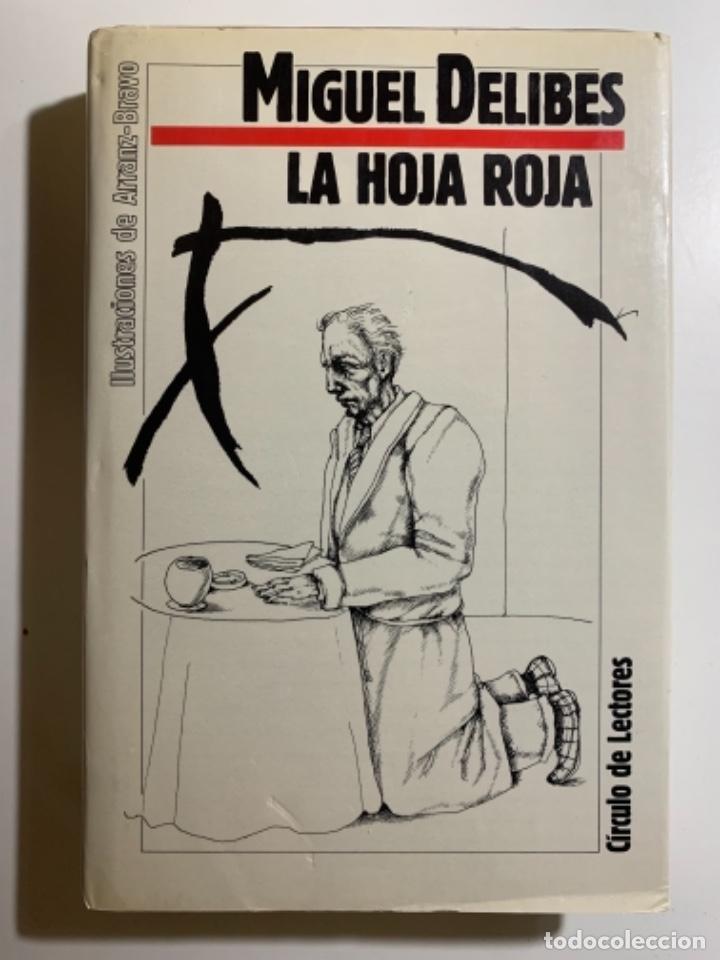 MIGUEL DELIBES
LA HOJA ROJA
Ilustraciones de Arranz-Bravo
Círculo de Lectores
todocoleccion